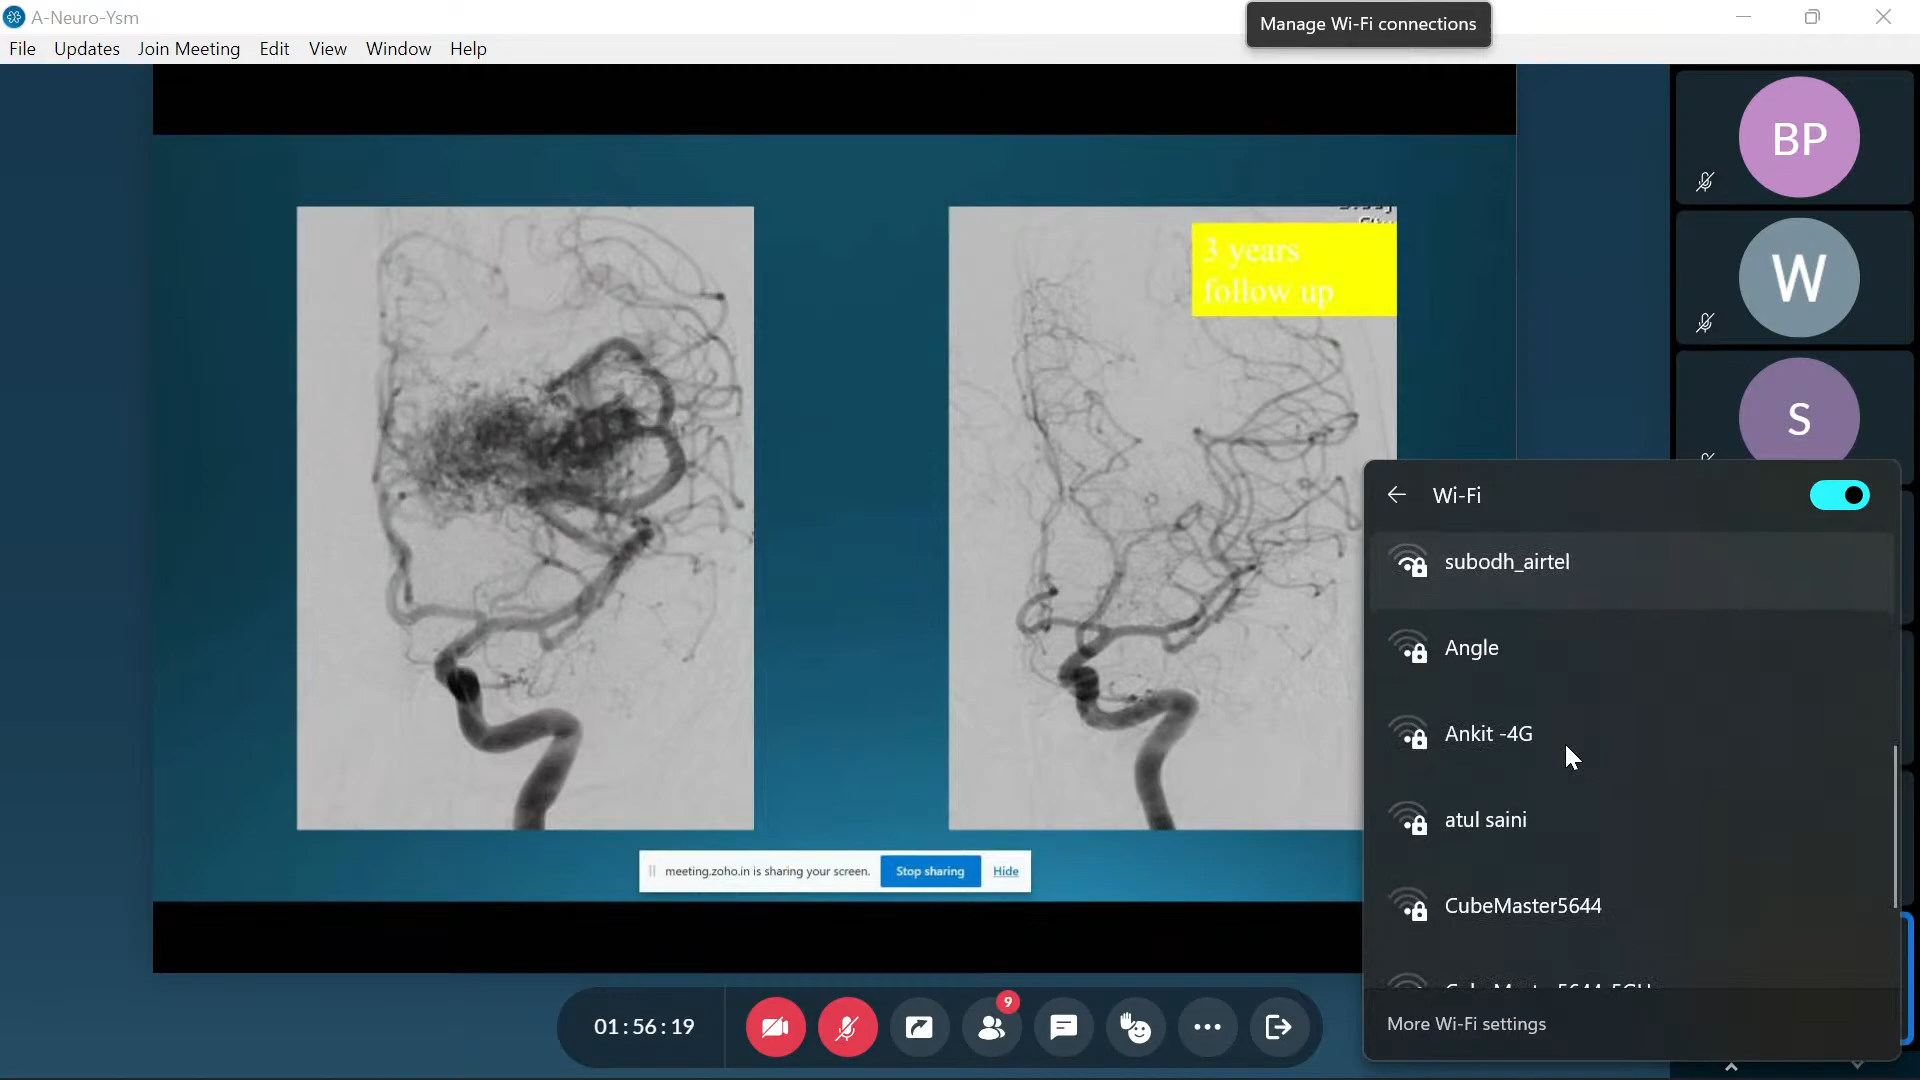 A-Neuro-Ysm
Manage Wi-Fi connections
File Updates Join Meeting Edit View Window Help
BP
W
S
3 years
follow up
Wi-Fi
subodh_airtel
Angle
Ankit -4G
atul saini
CubeMaster5644
More Wi-Fi settings
meeting.zoho.in is sharing your screen. Stop sharing Hide
01:56:19
9